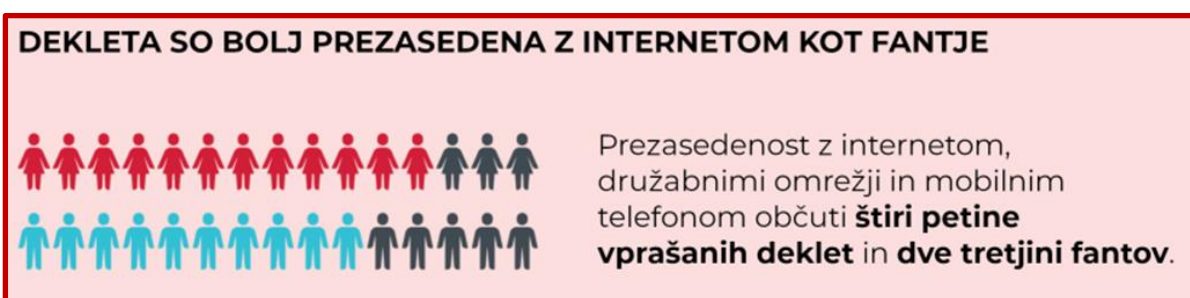 DEKLETA SO BOLJ PREZASEDENA Z INTERNETOM KOT FANTJE
Prezasedenost z internetom,
družabnimi omrežji in mobilnim
telefonom občuti štiri petine
vprašanih deklet in dve tretjini fantov.